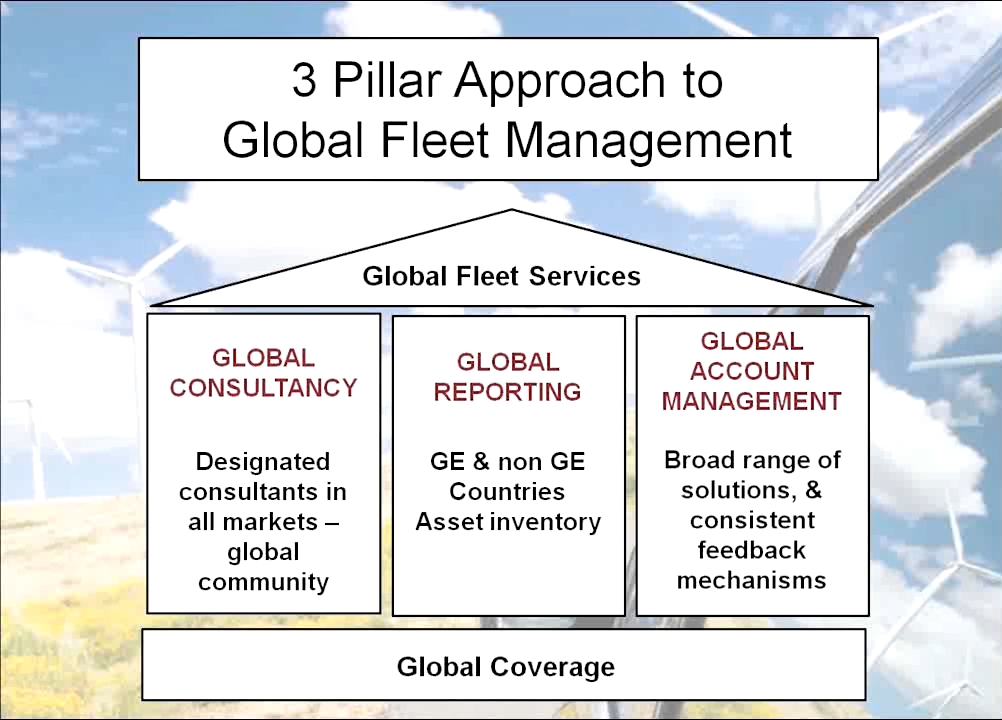 3 Pillar Approach to
Global Fleet Management
Global Fleet Services
GLOBAL
CONSULTANCY
Designated
consultants in
all markets –
global
community
GLOBAL
REPORTING
GE & non GE
Countries
Asset inventory
GLOBAL
ACCOUNT
MANAGEMENT
Broad range of
solutions, &
consistent
feedback
mechanisms
Global Coverage